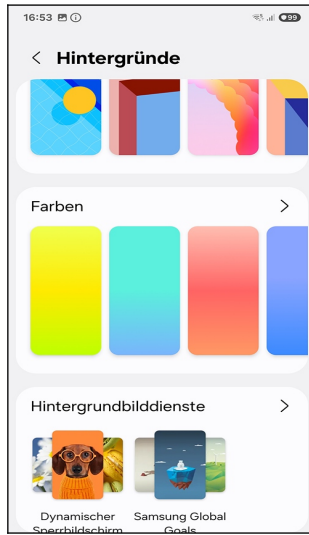 16:53 99
Hintergründe
Farben
Hintergrundbilddienste
Dynamischer Samsung Global
Sperrbildschirm Goals